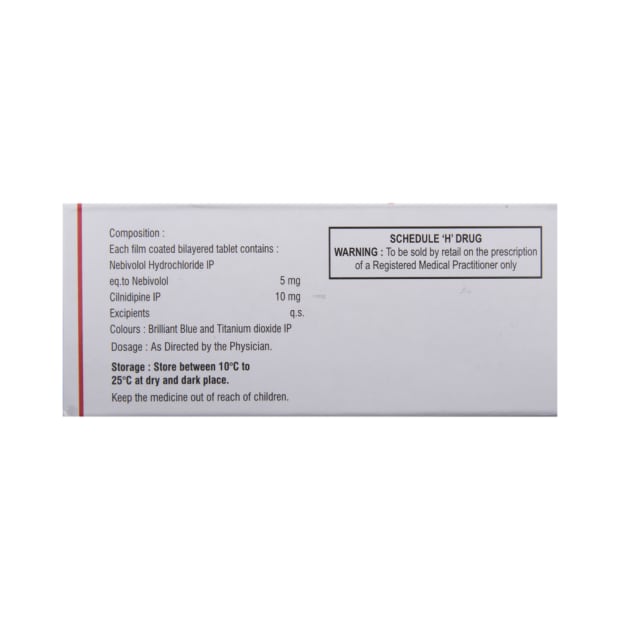 Composition :
Each film coated bilayered tablet contains :
Nebivolol Hydrochloride IP
eq.to Nebivolol 5 mg
Cilnidipine IP 10 mg
Excipients q.s.
Colours : Brilliant Blue and Titanium dioxide IP
Dosage : As Directed by the Physician.
Storage : Store between 10°C to
25°C at dry and dark place.
Keep the medicine out of reach of children.
SCHEDULE 'H' DRUG
WARNING : To be sold by retail on the prescription
of a Registered Medical Practitioner only